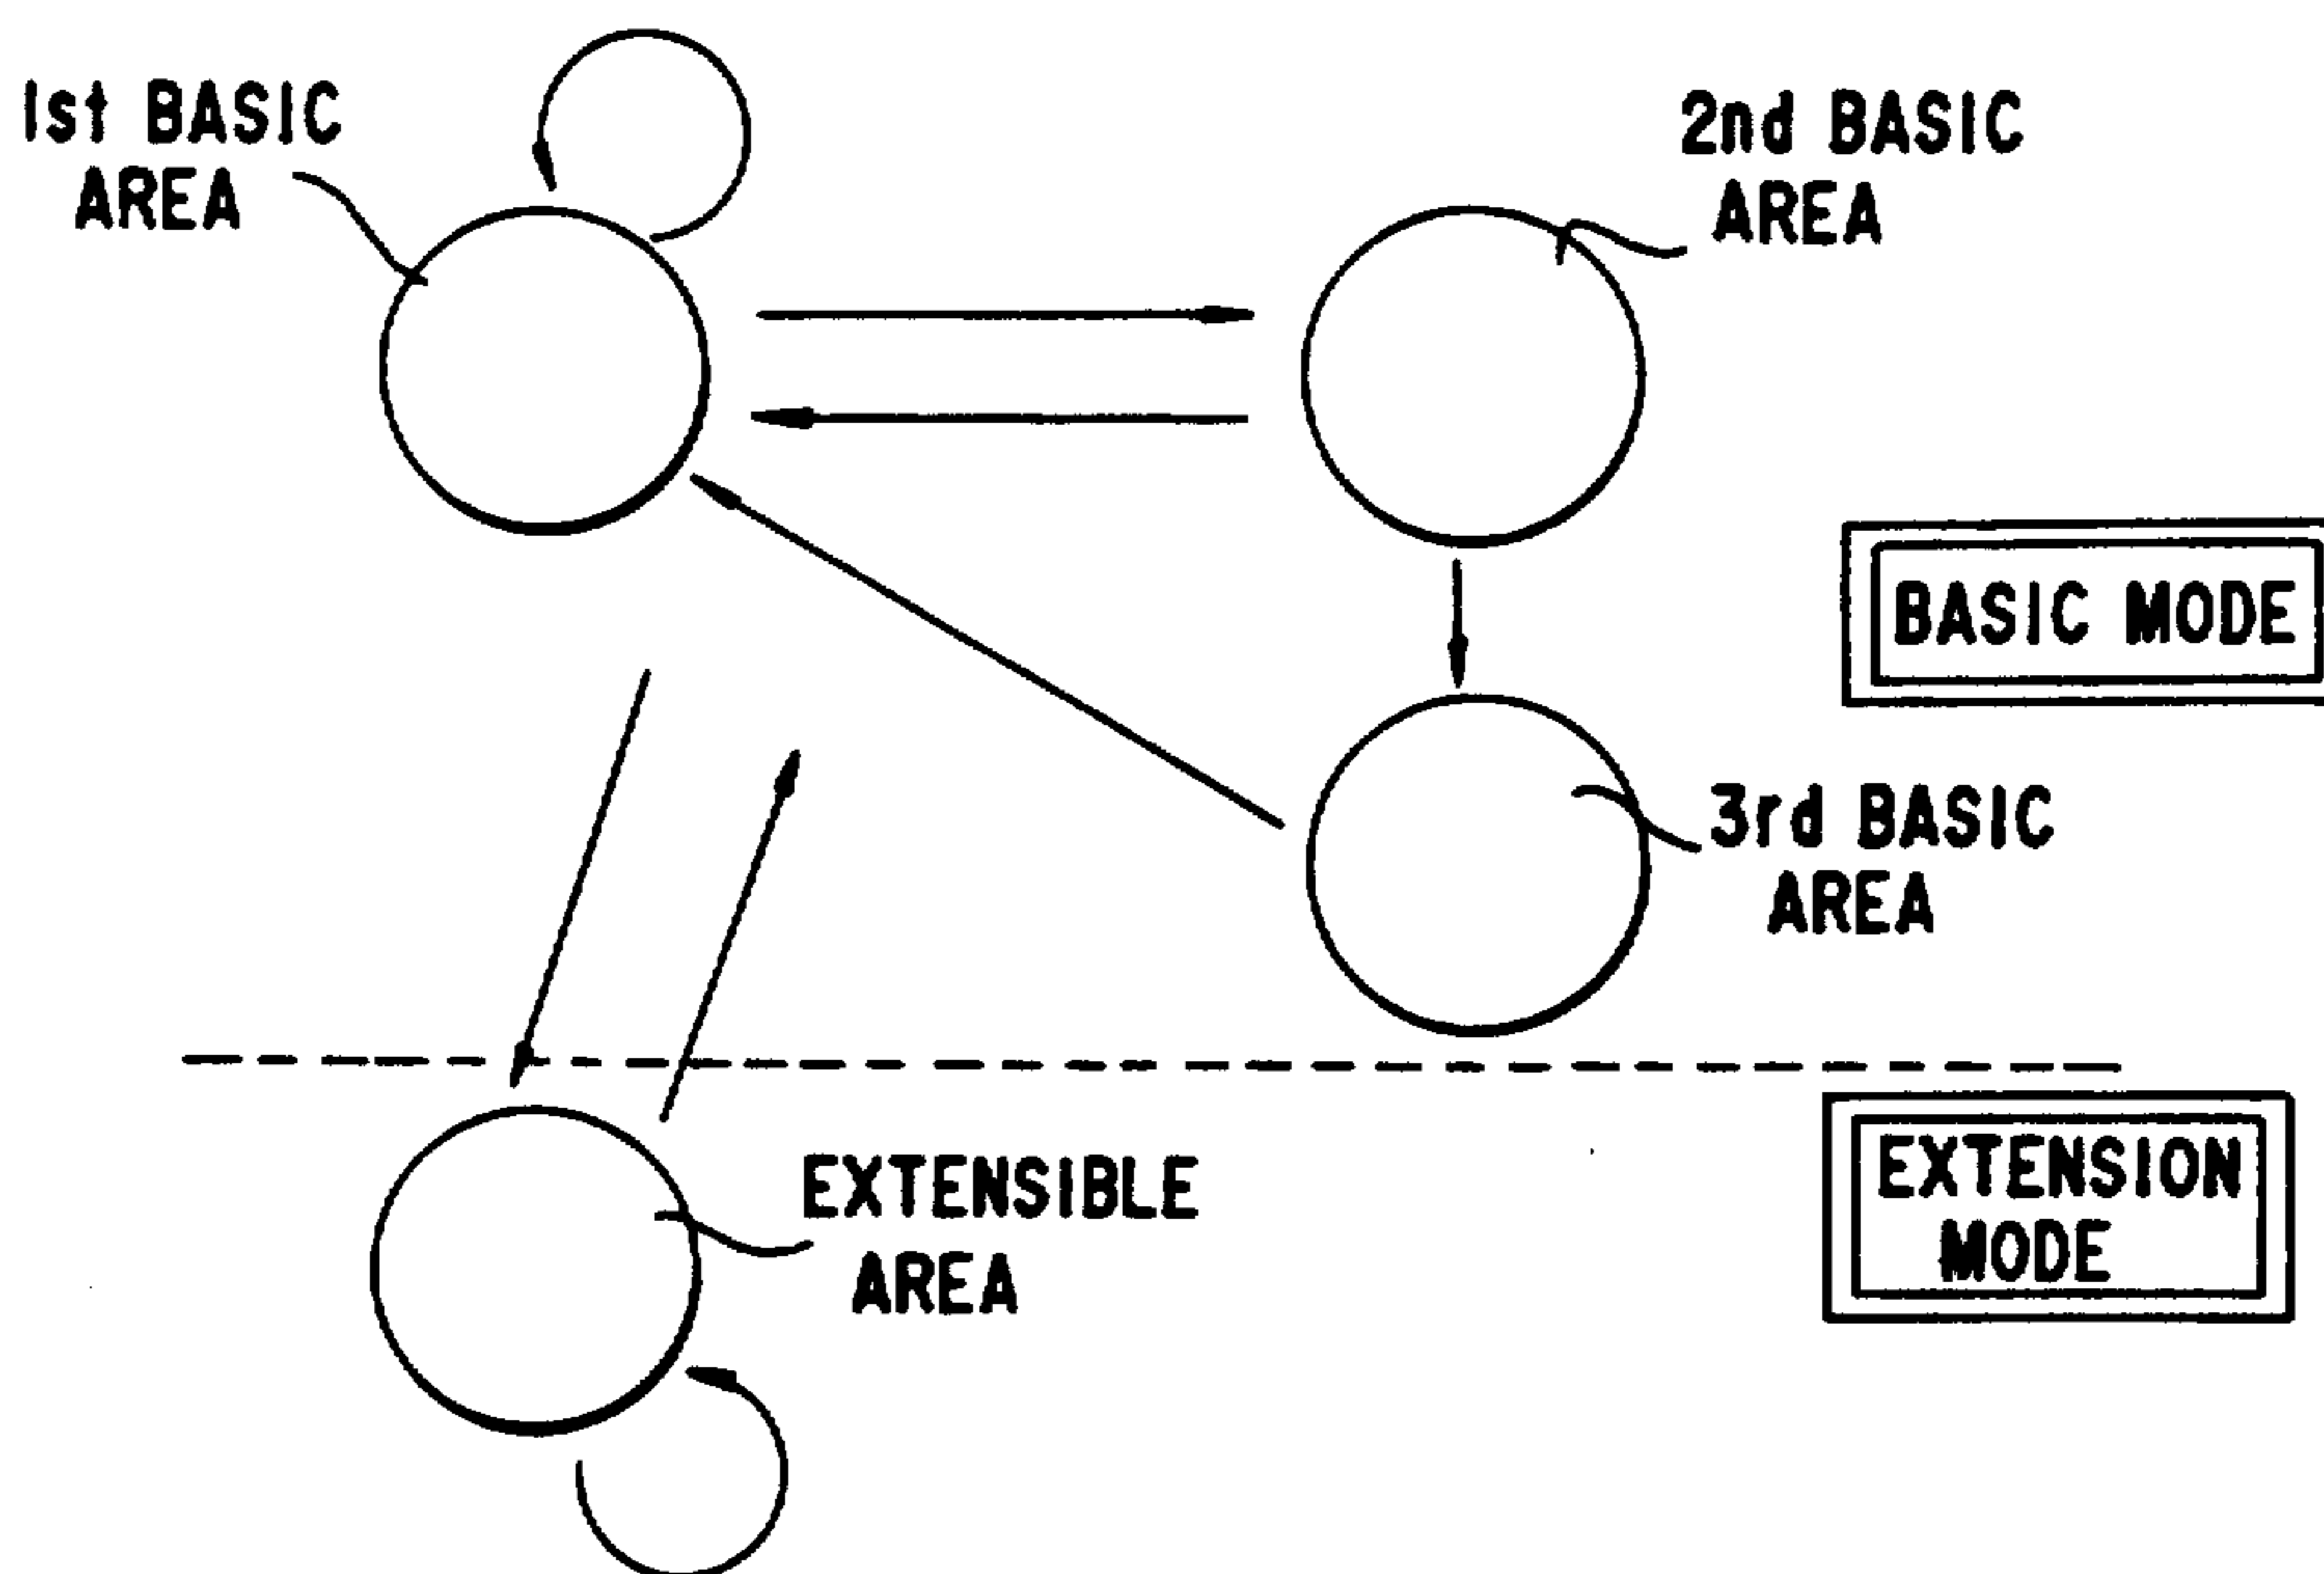 1st BASIC
AREA
2nd BASIC
AREA
BASIC MODE
3rd BASIC
AREA
EXTENSIBLE
AREA
EXTENSION
MODE